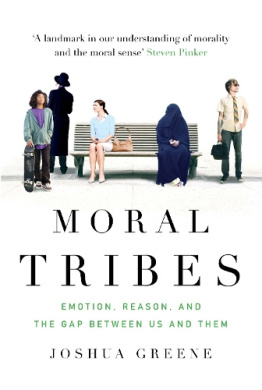 ‘A landmark in our understanding of morality
and the moral sense’ Steven Pinker
MORAL
TRIBES
EMOTION, REASON, AND
THE GAP BETWEEN US AND THEM
JOSHUA GREENE